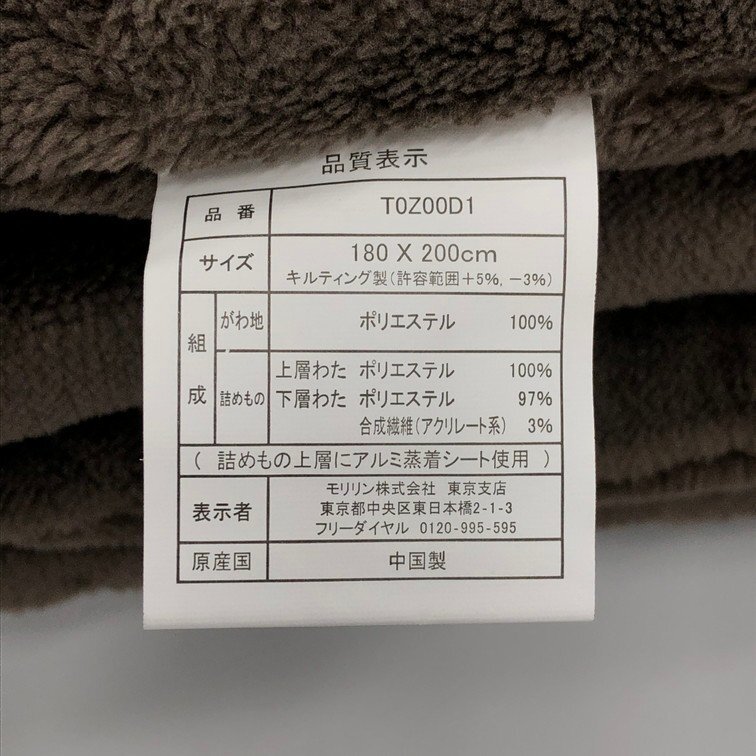 品質表示
品番 T0Z00D1
サイズ 180 X 200cm
キルティング製(許容範囲+5%, -3%)
組成 がわ地 ポリエステル 100%
詰めもの 上層わた ポリエステル 100%
下層わた ポリエステル 97%
合成繊維(アクリレート系) 3%
( 詰めもの上層にアルミ蒸着シート使用 )
表示者 モリリン株式会社 東京支店
東京都中央区東日本橋2-1-3
フリーダイヤル 0120-995-595
原産国 中国製